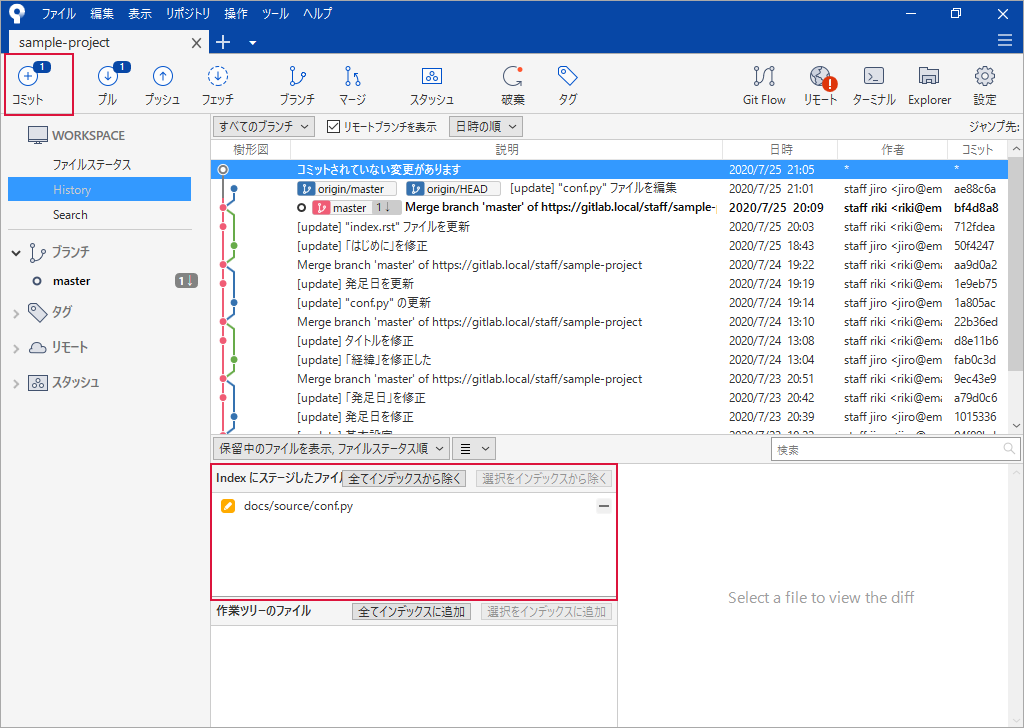 ファイル 編集 表示 リポジトリ 操作 ツール ヘルプ
sample-project
1 1
コミット プル プッシュ フェッチ ブランチ マージ スタッシュ 破棄 タグ Git Flow リモート ターミナル Explorer 設定
WORKSPACE
ファイルステータス
History
Search
ブランチ
master 1↓
タグ
リモート
スタッシュ
すべてのブランチ リモートブランチを表示 日時の順 ジャンプ先:
樹形図 説明 日時 作者 コミット
コミットされていない変更があります 2020/7/25 21:05 * *
origin/master origin/HEAD [update] "conf.py" ファイルを編集 2020/7/25 21:01 staff jiro <jiro@em ae88c6a
master 1↓ Merge branch 'master' of https://gitlab.local/staff/sample- 2020/7/25 20:09 staff riki <riki@em bf4d8a8
[update] "index.rst" ファイルを更新 2020/7/25 20:03 staff riki <riki@ema 712fdea
[update] 「はじめに」を修正 2020/7/25 18:43 staff jiro <jiro@em 50f4247
Merge branch 'master' of https://gitlab.local/staff/sample-project 2020/7/24 19:22 staff riki <riki@ema aa9d0a2
[update] 発足日を更新 2020/7/24 19:19 staff riki <riki@ema 1e9eb75
[update] "conf.py" の更新 2020/7/24 19:14 staff jiro <jiro@em 1a805ac
Merge branch 'master' of https://gitlab.local/staff/sample-project 2020/7/24 13:10 staff riki <riki@ema 22b36ed
[update] タイトルを修正 2020/7/24 13:08 staff riki <riki@ema d8e11b6
[update] 「経緯」を修正した 2020/7/24 13:04 staff jiro <jiro@em fab0c3d
Merge branch 'master' of https://gitlab.local/staff/sample-project 2020/7/23 20:51 staff riki <riki@ema 9ec43e9
[update] 「発足日」を修正 2020/7/23 20:42 staff riki <riki@ema a79d0c6
[update] 発足日を修正 2020/7/23 20:39 staff jiro <jiro@em 1015336
保留中のファイルを表示, ファイルステータス順 検索
Index にステージしたファイル 全てインデックスから除く 選択をインデックスから除く
docs/source/conf.py
作業ツリーのファイル 全てインデックスに追加 選択をインデックスに追加
Select a file to view the diff